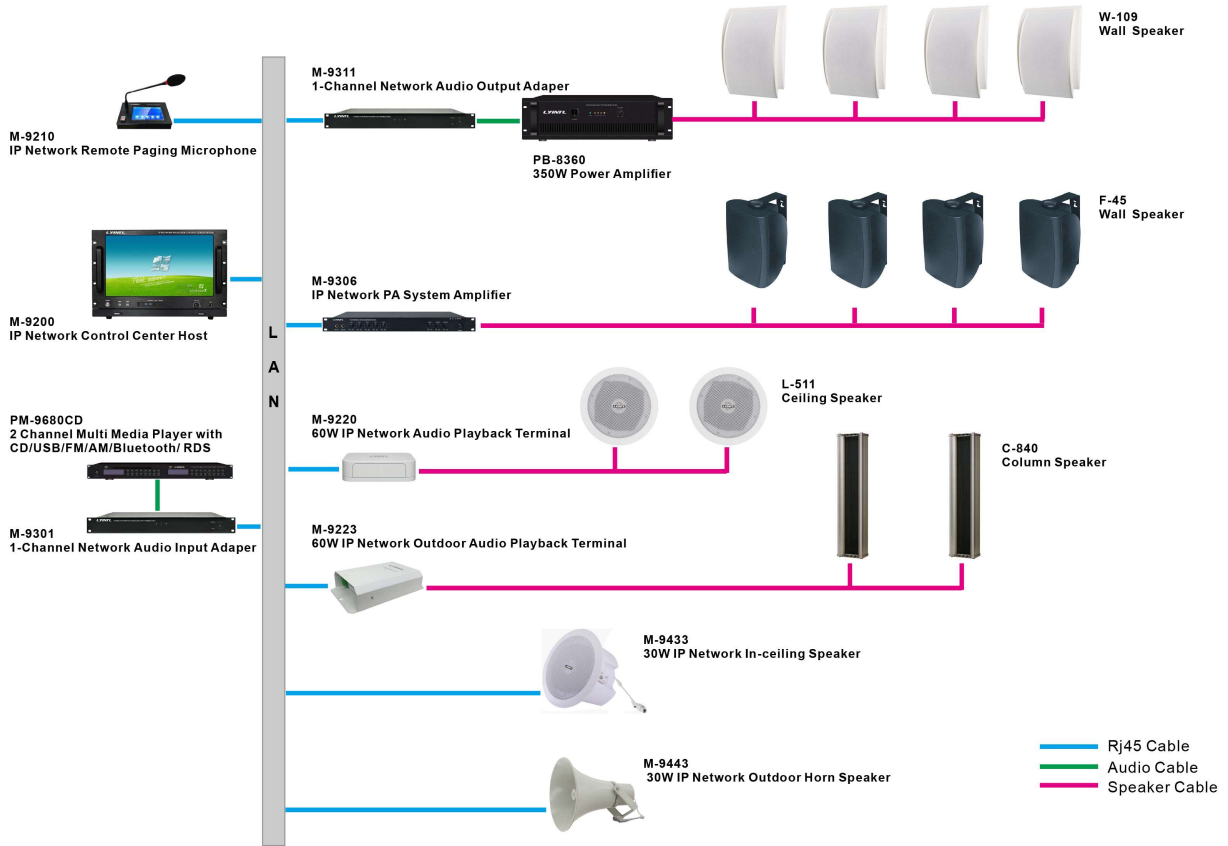 W-109
Wall Speaker
M-9311
1-Channel Network Audio Output Adaper
LYINTL
LYINTL
M-9210
IP Network Remote Paging Microphone
PB-8360
350W Power Amplifier
F-45
Wall Speaker
LYINTL
M-9306
IP Network PA System Amplifier
M-9200
IP Network Control Center Host
L
A
N
L-511
Ceiling Speaker
PM-9680CD
2 Channel Multi Media Player with
CD/USB/FM/AM/Bluetooth/ RDS
M-9220
60W IP Network Audio Playback Terminal
C-840
Column Speaker
LYINTL
M-9301
1-Channel Network Audio Input Adaper
M-9223
60W IP Network Outdoor Audio Playback Terminal
M-9433
30W IP Network In-ceiling Speaker
M-9443
30W IP Network Outdoor Horn Speaker
Rj45 Cable
Audio Cable
Speaker Cable